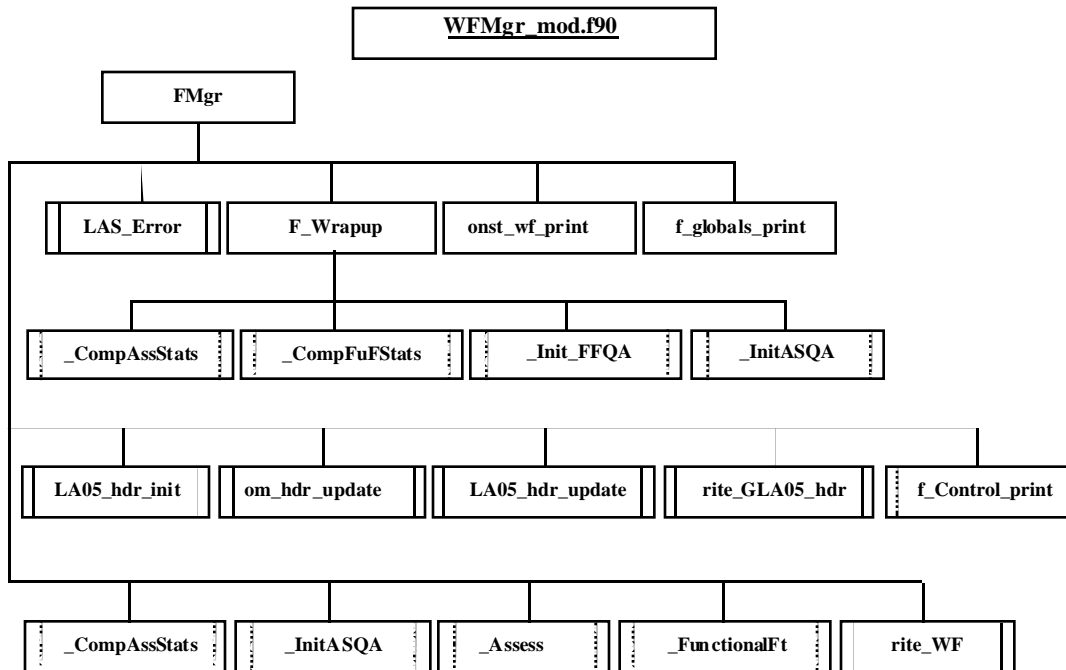 WFMgr_mod.f90
FMgr
LAS_Error
F_Wrapup
onst_wf_print
f_globals_print
_CompAssStats
_CompFuFStats
_Init_FFQA
_InitASQA
LA05_hdr_init
om_hdr_update
LA05_hdr_update
rite_GLA05_hdr
f_Control_print
_CompAssStats
_InitASQA
_Assess
_FunctionalFt
rite_WF